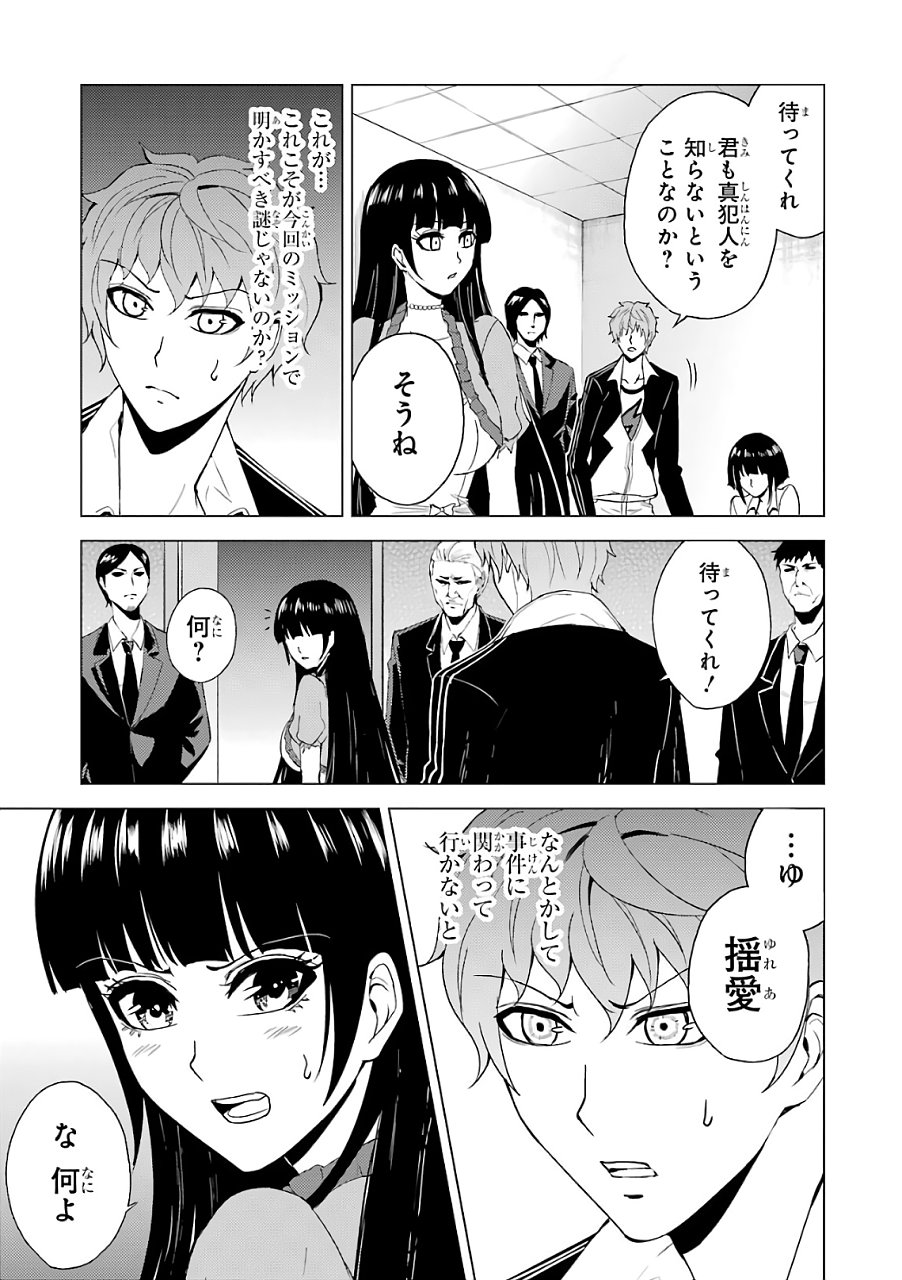 待ってくれ
君も真犯人を
知らないという
ことなのか?
そうね
これが…
これこそが今回のミッションで
明かすべき謎じゃないのか?
待ってくれ!
何?
…ゆ
揺愛
なんとかして
事件に
関わって
行かないと
な 何よ